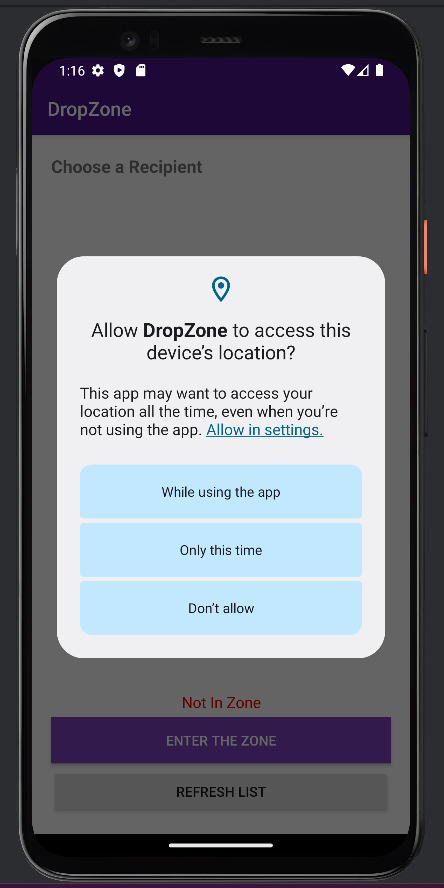 1:16
DropZone
Choose a Recipient
Allow DropZone to access this
device's location?
This app may want to access your
location all the time, even when you're
not using the app. Allow in settings.
While using the app
Only this time
Don't allow
Not In Zone
ENTER THE ZONE
REFRESH LIST